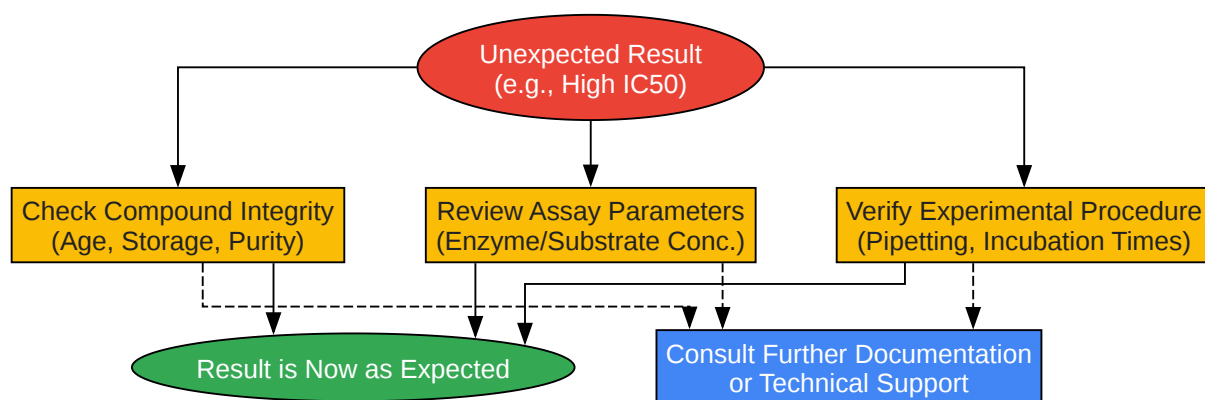 Unexpected Result
(e.g., High IC50)
Check Compound Integrity
(Age, Storage, Purity)
Review Assay Parameters
(Enzyme/Substrate Conc.)
Verify Experimental Procedure
(Pipetting, Incubation Times)
Result is Now as Expected
Consult Further Documentation
or Technical Support